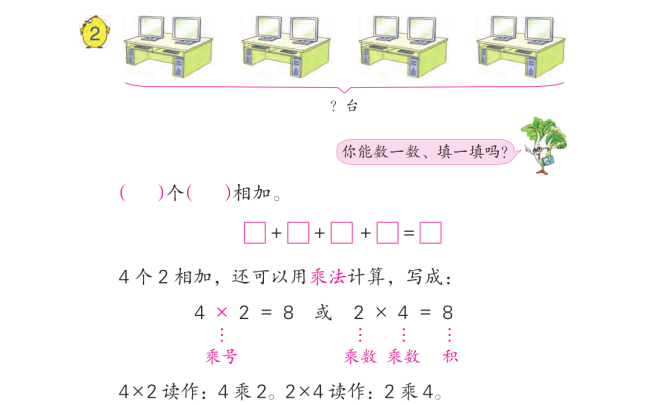 2
? 台
你能数一数、填一填吗?
(  )个(  )相加。
□+□+□+□=□
4个2相加，还可以用乘法计算，写成：
4 × 2 = 8 或 2 × 4 = 8
乘号 乘数 乘数 积
4×2读作：4乘2。2×4读作：2乘4。